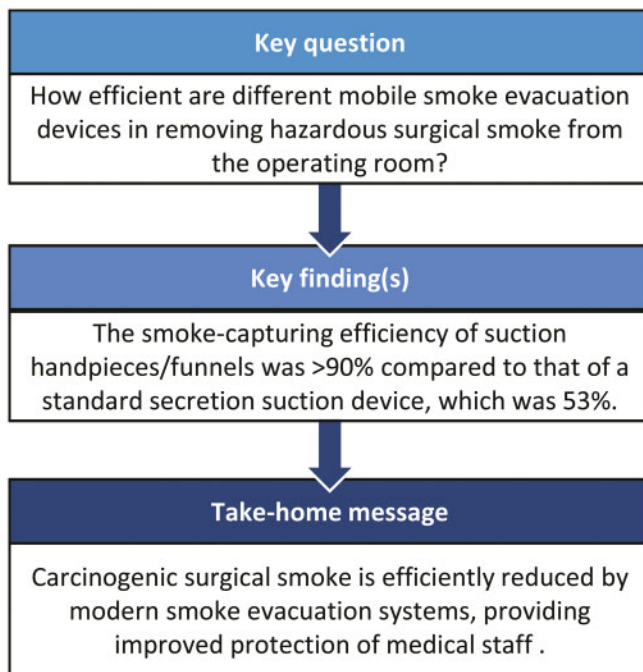 Key question
How efficient are different mobile smoke evacuation
devices in removing hazardous surgical smoke from
the operating room?
Key finding(s)
The smoke-capturing efficiency of suction
handpieces/funnels was >90% compared to that of a
standard secretion suction device, which was 53%.
Take-home message
Carcinogenic surgical smoke is efficiently reduced by
modern smoke evacuation systems, providing
improved protection of medical staff .